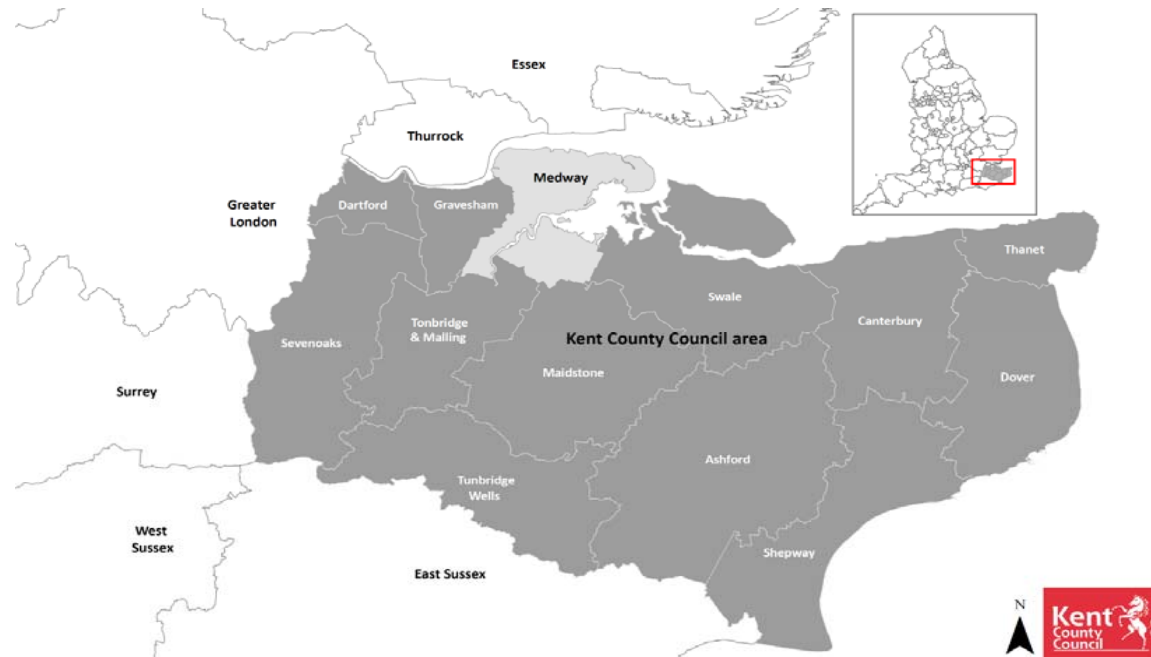 Essex
Thurrock
Medway
Greater
London
Dartford
Gravesham
Thanet
Swale
Canterbury
Tonbridge
& Malling
Kent County Council area
Sevenoaks
Maidstone
Dover
Surrey
Ashford
Tunbridge
Wells
West
Sussex
East Sussex
Shepway
N
Kent
County
Council